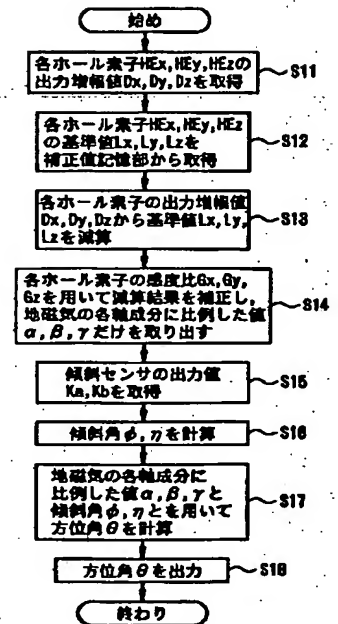 始め
各ホール素子HEx,HEy,HEzの
出力増幅値Dx,Dy,Dzを取得
S11
各ホール素子HEx,HEy,HEz
の基準値Lx,Ly,Lzを
補正値記憶部から取得
S12
各ホール素子の出力増幅値
Dx,Dy,Dzから基準値Lx,Ly,
Lzを減算
S13
各ホール素子の感度比Gx,Gy,
Gzを用いて減算結果を補正し,
地磁気の各軸成分に比例した値
α,β,γだけを取り出す
S14
傾斜センサの出力値
Ka,Kbを取得
S15
傾斜角φ,ηを計算
S16
地磁気の各軸成分に
比例した値α,β,γと
傾斜角φ,ηとを用いて
方位角θを計算
S17
方位角θを出力
S18
終わり